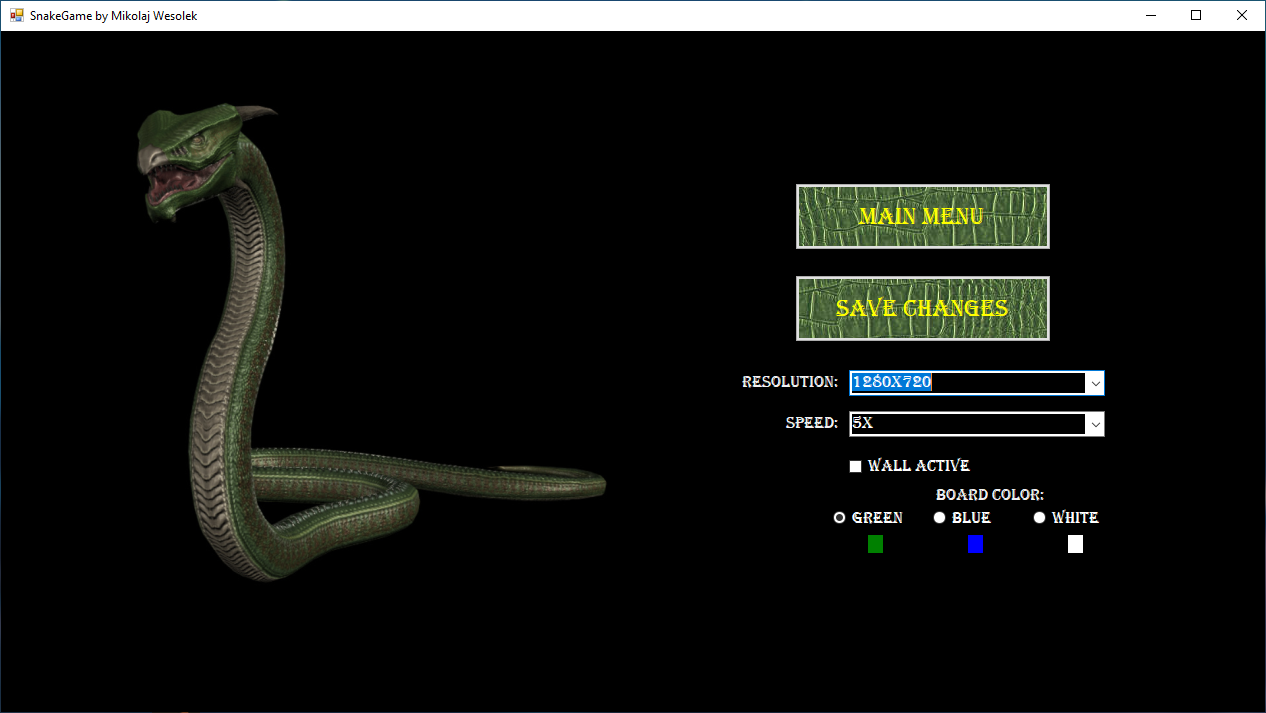 SnakeGame by Mikolaj Wesolek
MAIN MENU
SAVE CHANGES
RESOLUTION: 1280X720
SPEED: 5X
WALL ACTIVE
BOARD COLOR:
GREEN BLUE WHITE